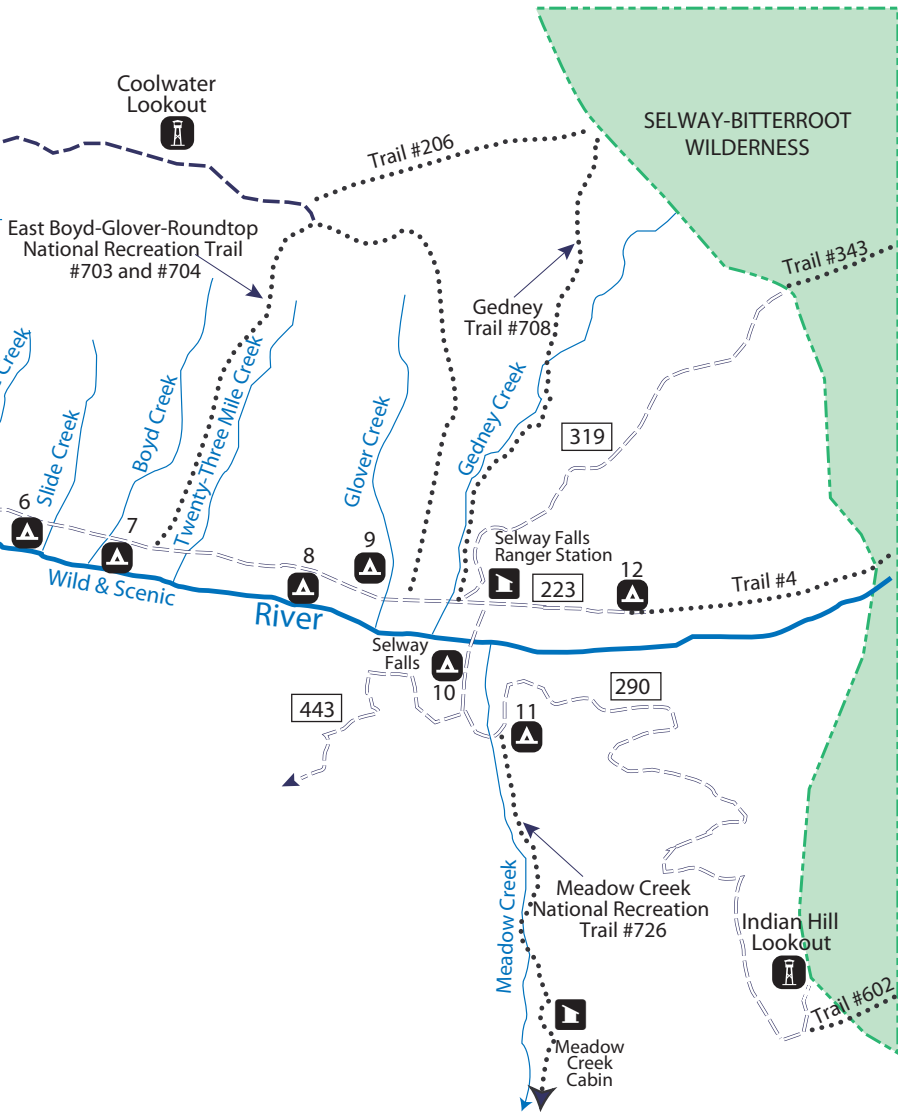 Coolwater
Lookout
Trail #206
SELWAY-BITTERROOT
WILDERNESS
East Boyd-Glover-Roundtop
National Recreation Trail
#703 and #704
Trail #343
Gedney
Trail #708
Creek
Slide Creek
Boyd Creek
Twenty-Three Mile Creek
Glover Creek
Gedney Creek
319
6
7
8
9
Selway Falls
Ranger Station
223
12
Trail #4
Wild & Scenic
River
Selway
Falls
10
443
11
290
Meadow Creek
Meadow Creek
National Recreation
Trail #726
Indian Hill
Lookout
Trail #602
Meadow
Creek
Cabin